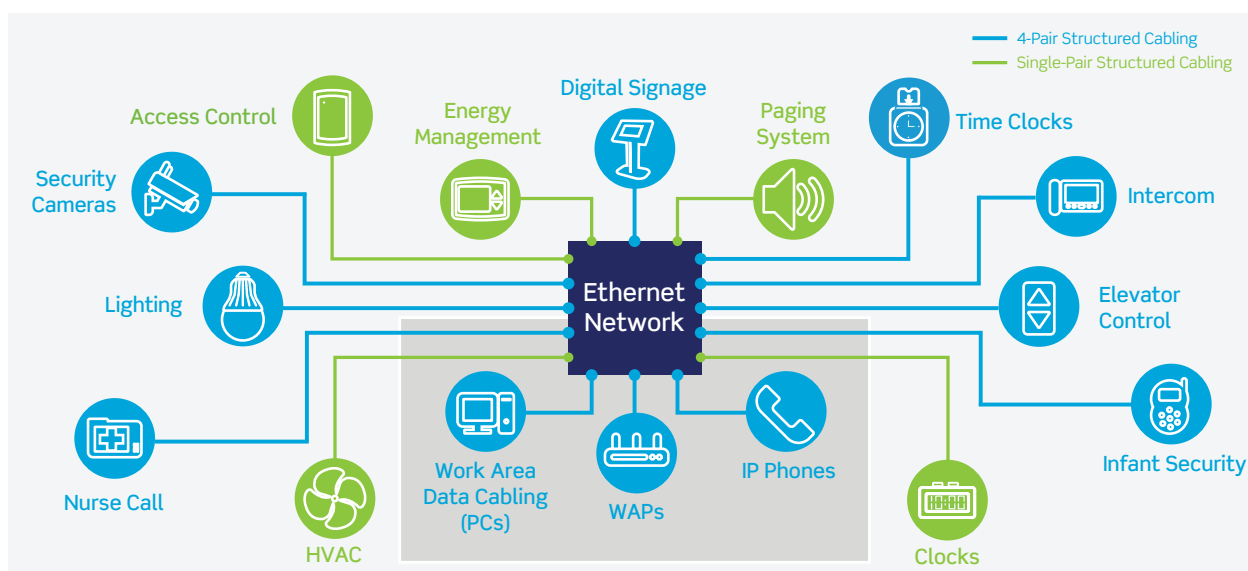 4-Pair Structured Cabling
Single-Pair Structured Cabling
Digital Signage
Access Control
Energy
Management
Paging
System
Time Clocks
Security
Cameras
Intercom
Lighting
Ethernet
Network
Elevator
Control
Nurse Call
HVAC
Work Area
Data Cabling
(PCs)
WAPs
IP Phones
Clocks
Infant Security